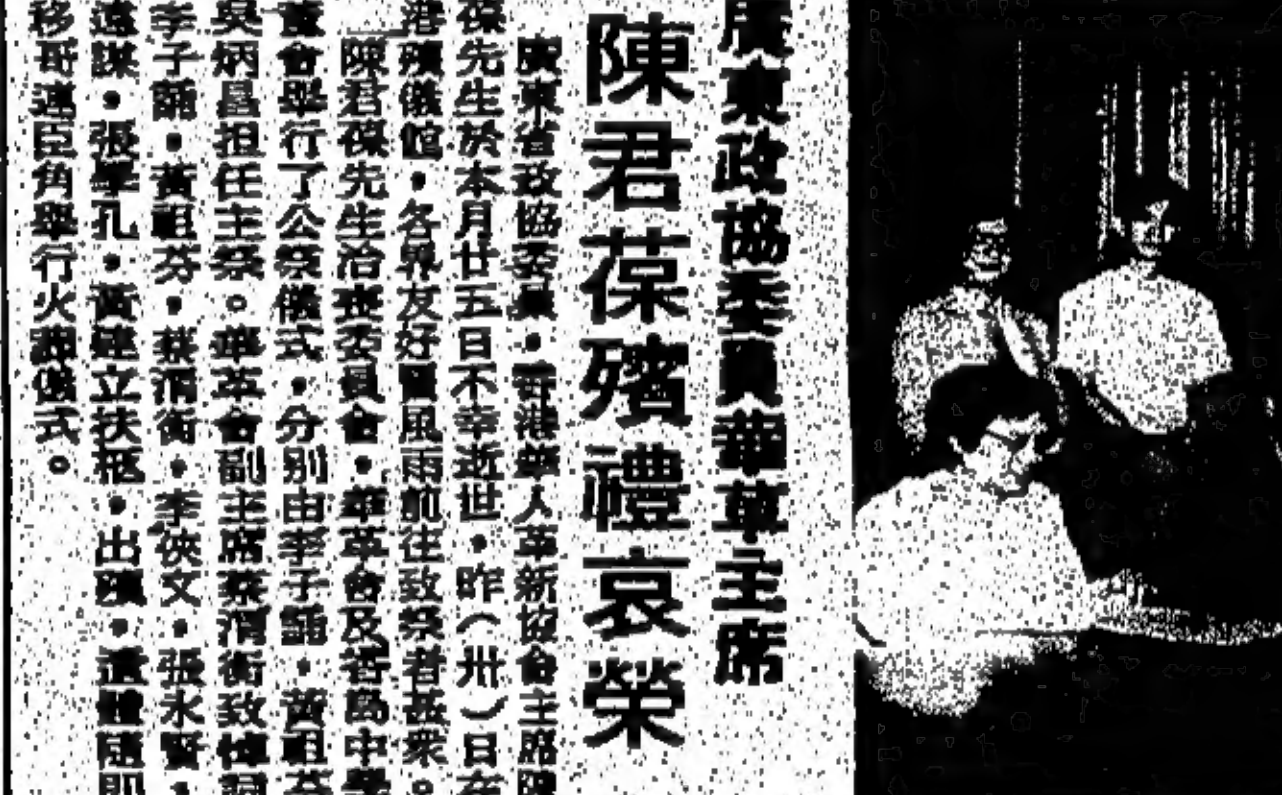 廣東政協委員華革主席
陳君葆殯禮哀榮
廣東省政協委員,香港華人革新協會主席陳
葆先生於本月廿五日不幸逝世,昨(卅)日在
港殯儀館,各界友好冒風雨前往致祭者甚衆。
陳君葆先生治喪委員會,華革會及香島中學
董會舉行了公祭儀式,分別由李子誦,黃祖芬
吳炳昌担任主祭。華革會副主席蔡渭衡致悼詞
李子誦,黃祖芬,蔡渭衡,李俠文,張永賢,
遠謀,張學孔,黃建立扶柩,出殯,遺體隨即
移哥連臣角舉行火葬儀式。